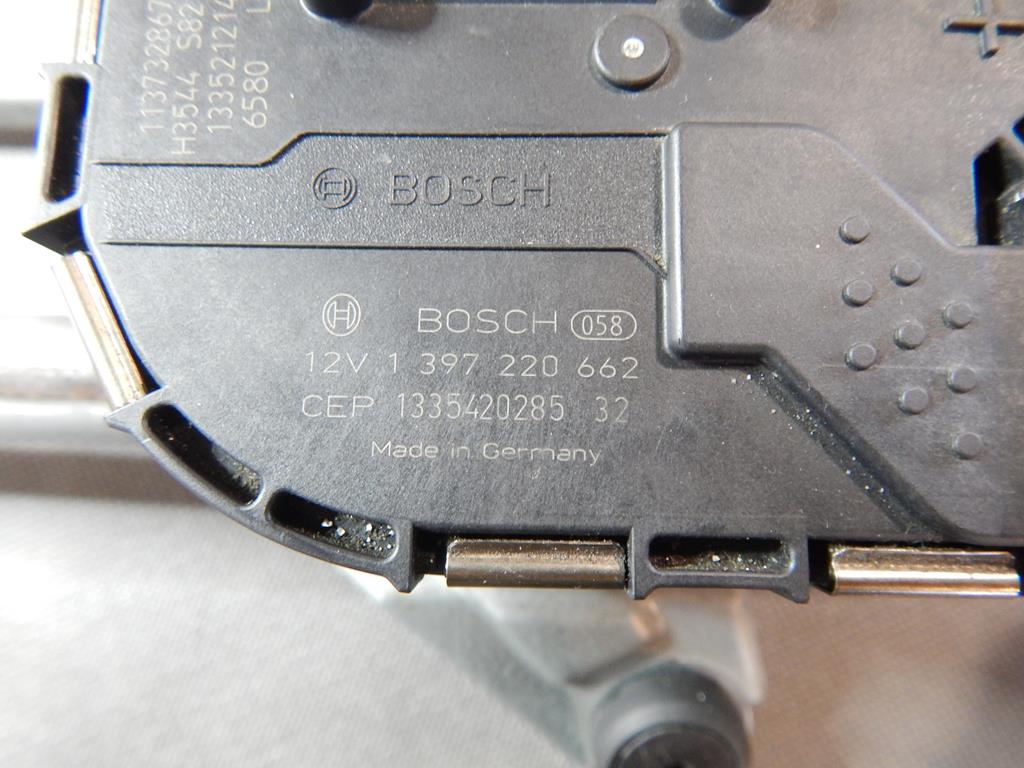 113732867
H3544 S82
133521214
6580 L
BOSCH
BOSCH 058
12V 1 397 220 662
CEP 1335420285 32
Made in Germany